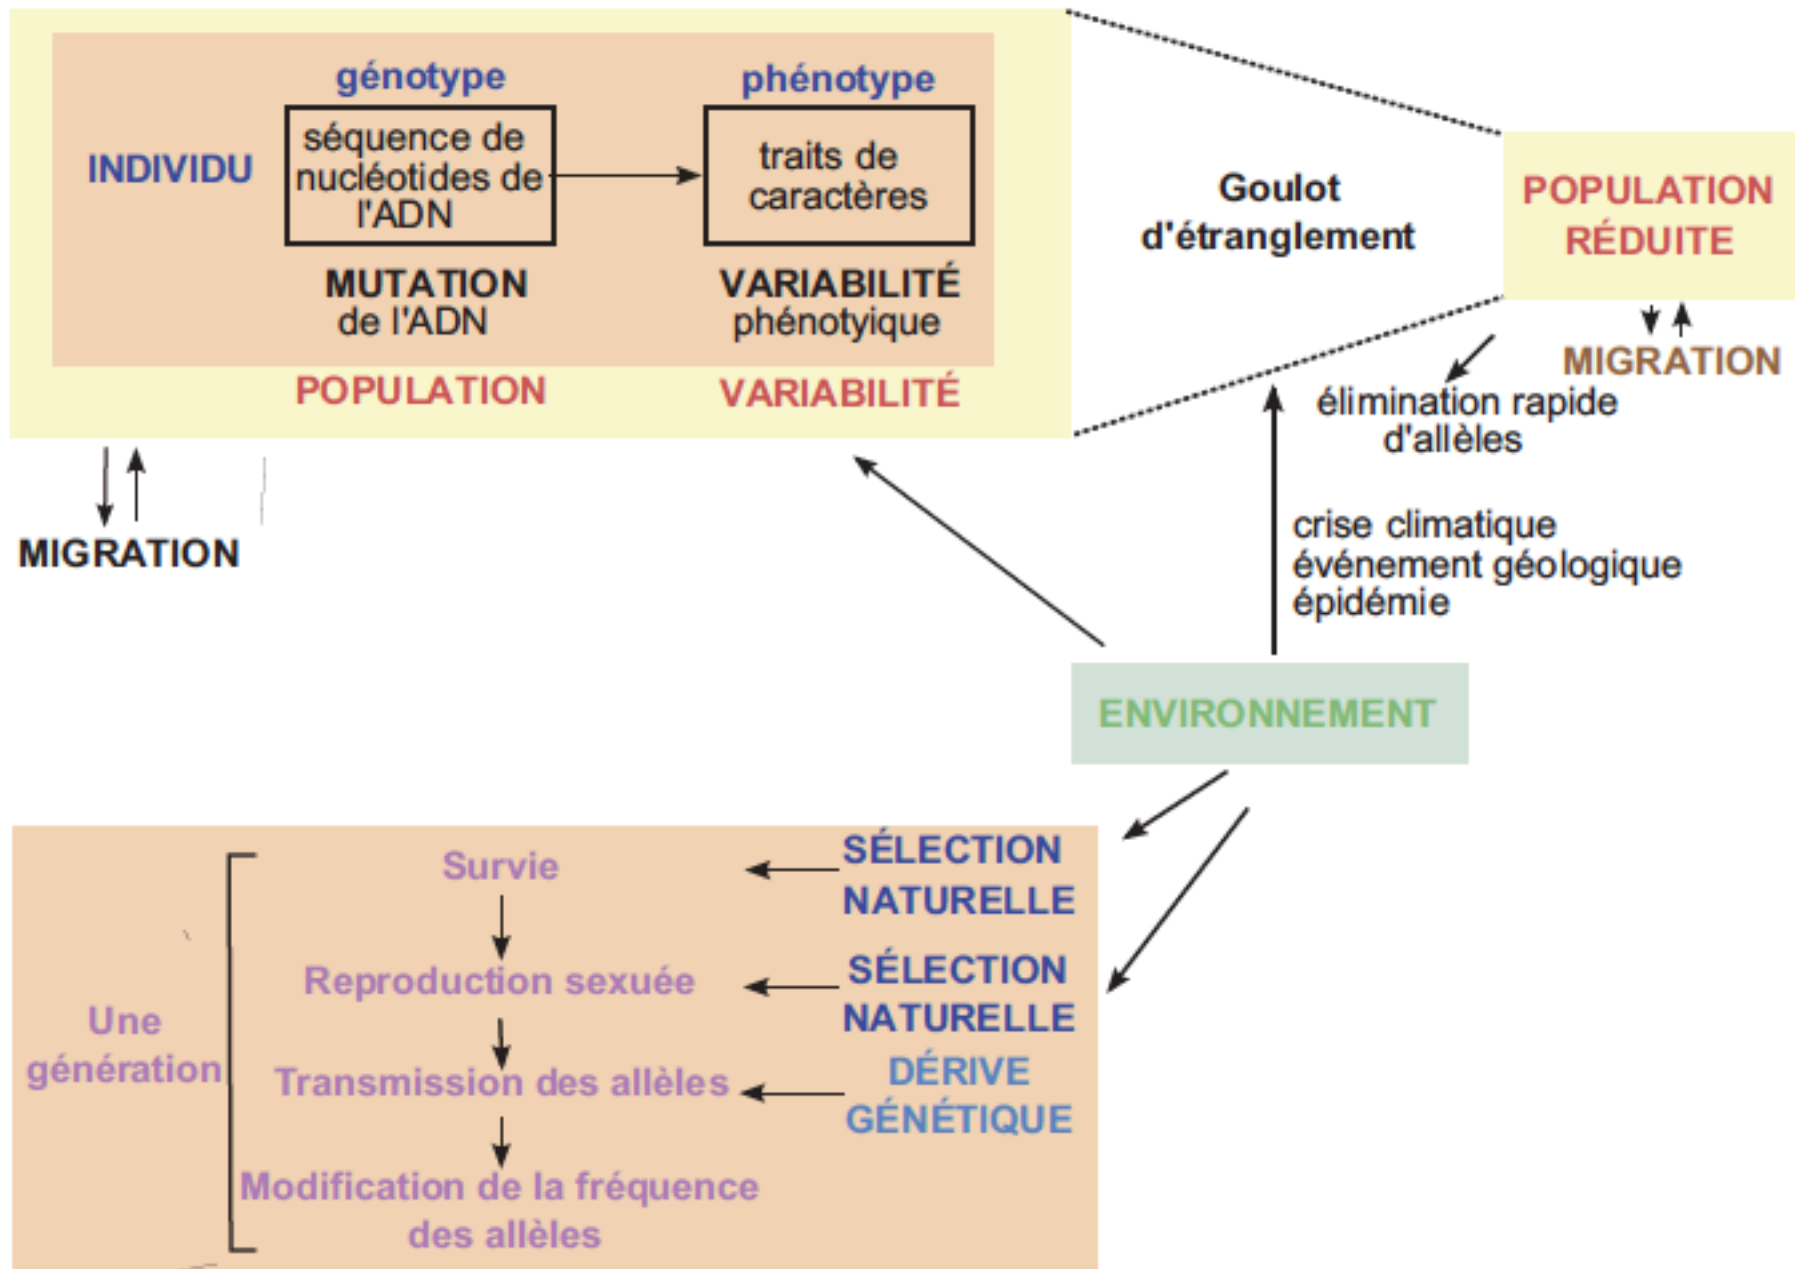 génotype
phénotype
INDIVIDU
séquence de
nucléotides de
l'ADN
traits de
caractères
MUTATION
de l'ADN
VARIABILITÉ
phénotyique
POPULATION
VARIABILITÉ
MIGRATION
Goulot
d'étranglement
POPULATION
RÉDUITE
MIGRATION
élimination rapide
d'allèles
crise climatique
événement géologique
épidémie
ENVIRONNEMENT
Une
génération
Survie
SÉLECTION
NATURELLE
Reproduction sexuée
SÉLECTION
NATURELLE
Transmission des allèles
DÉRIVE
GÉNÉTIQUE
Modification de la fréquence
des allèles